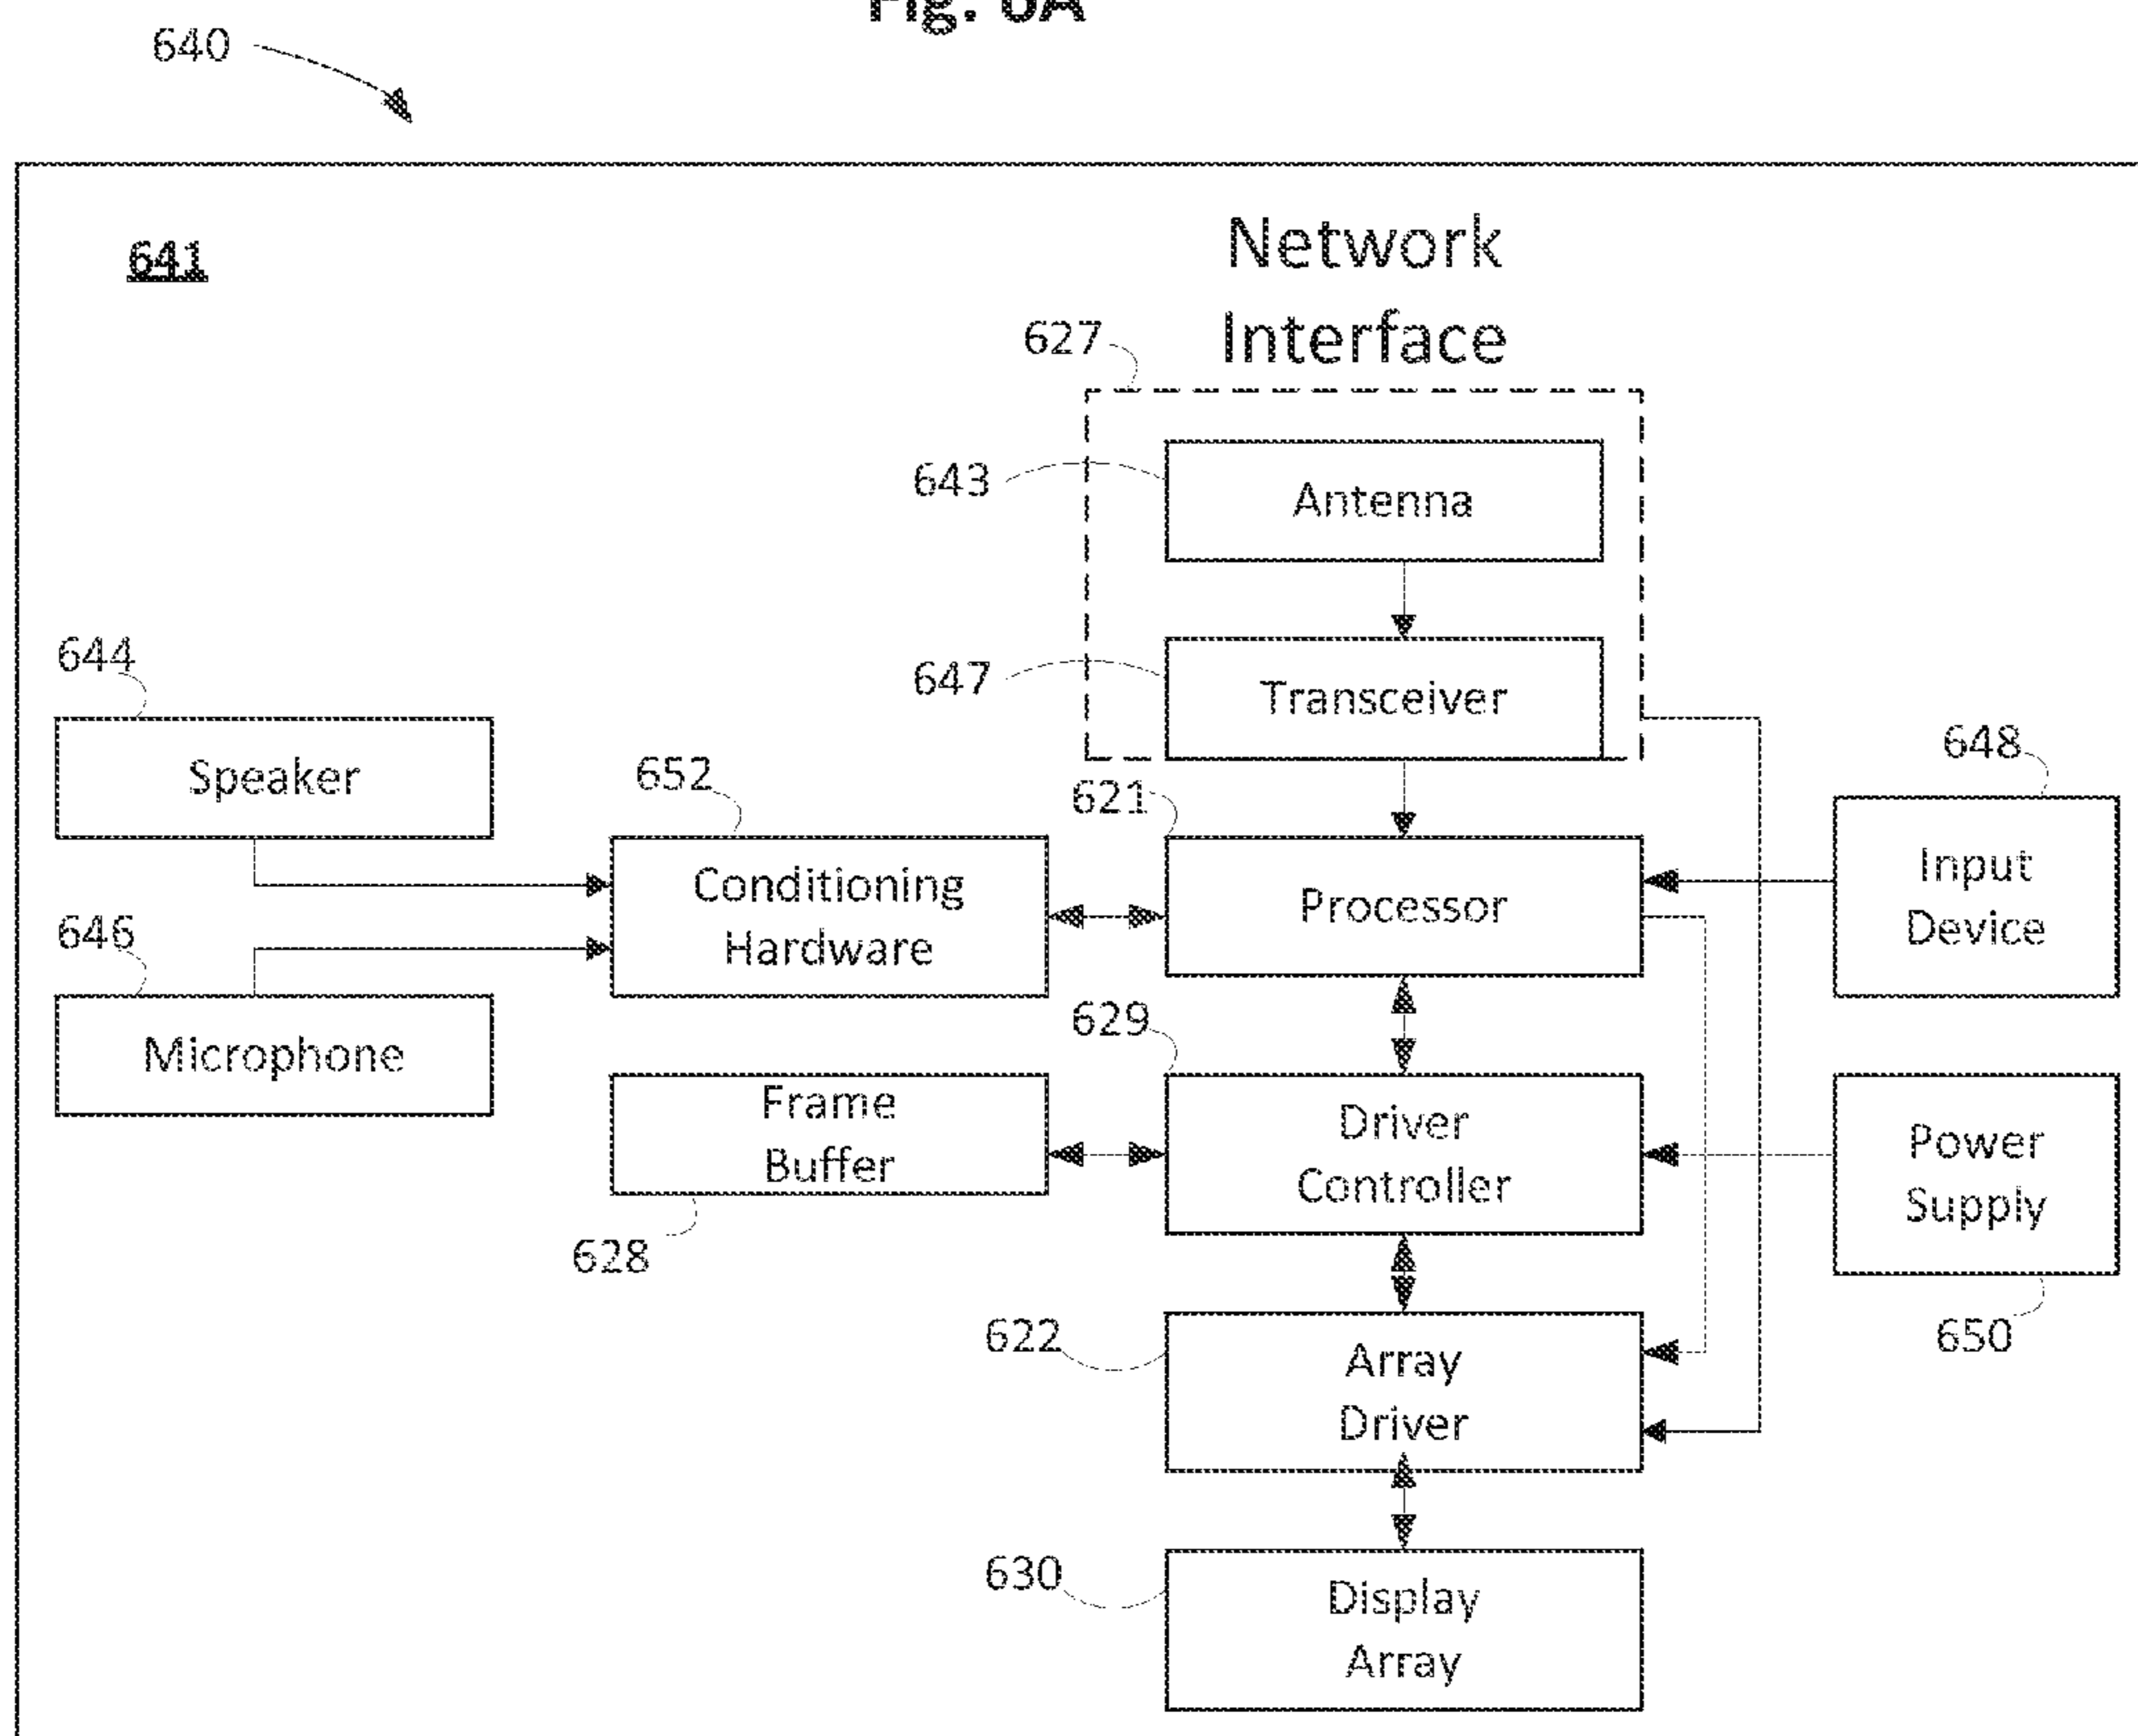 640
641
Network
Interface
627
643
Antenna
647
Transceiver
644
Speaker
652
Conditioning
Hardware
621
Processor
648
Input
Device
646
Microphone
629
Frame
Buffer
628
Driver
Controller
Power
Supply
650
622
Array
Driver
630
Display
Array